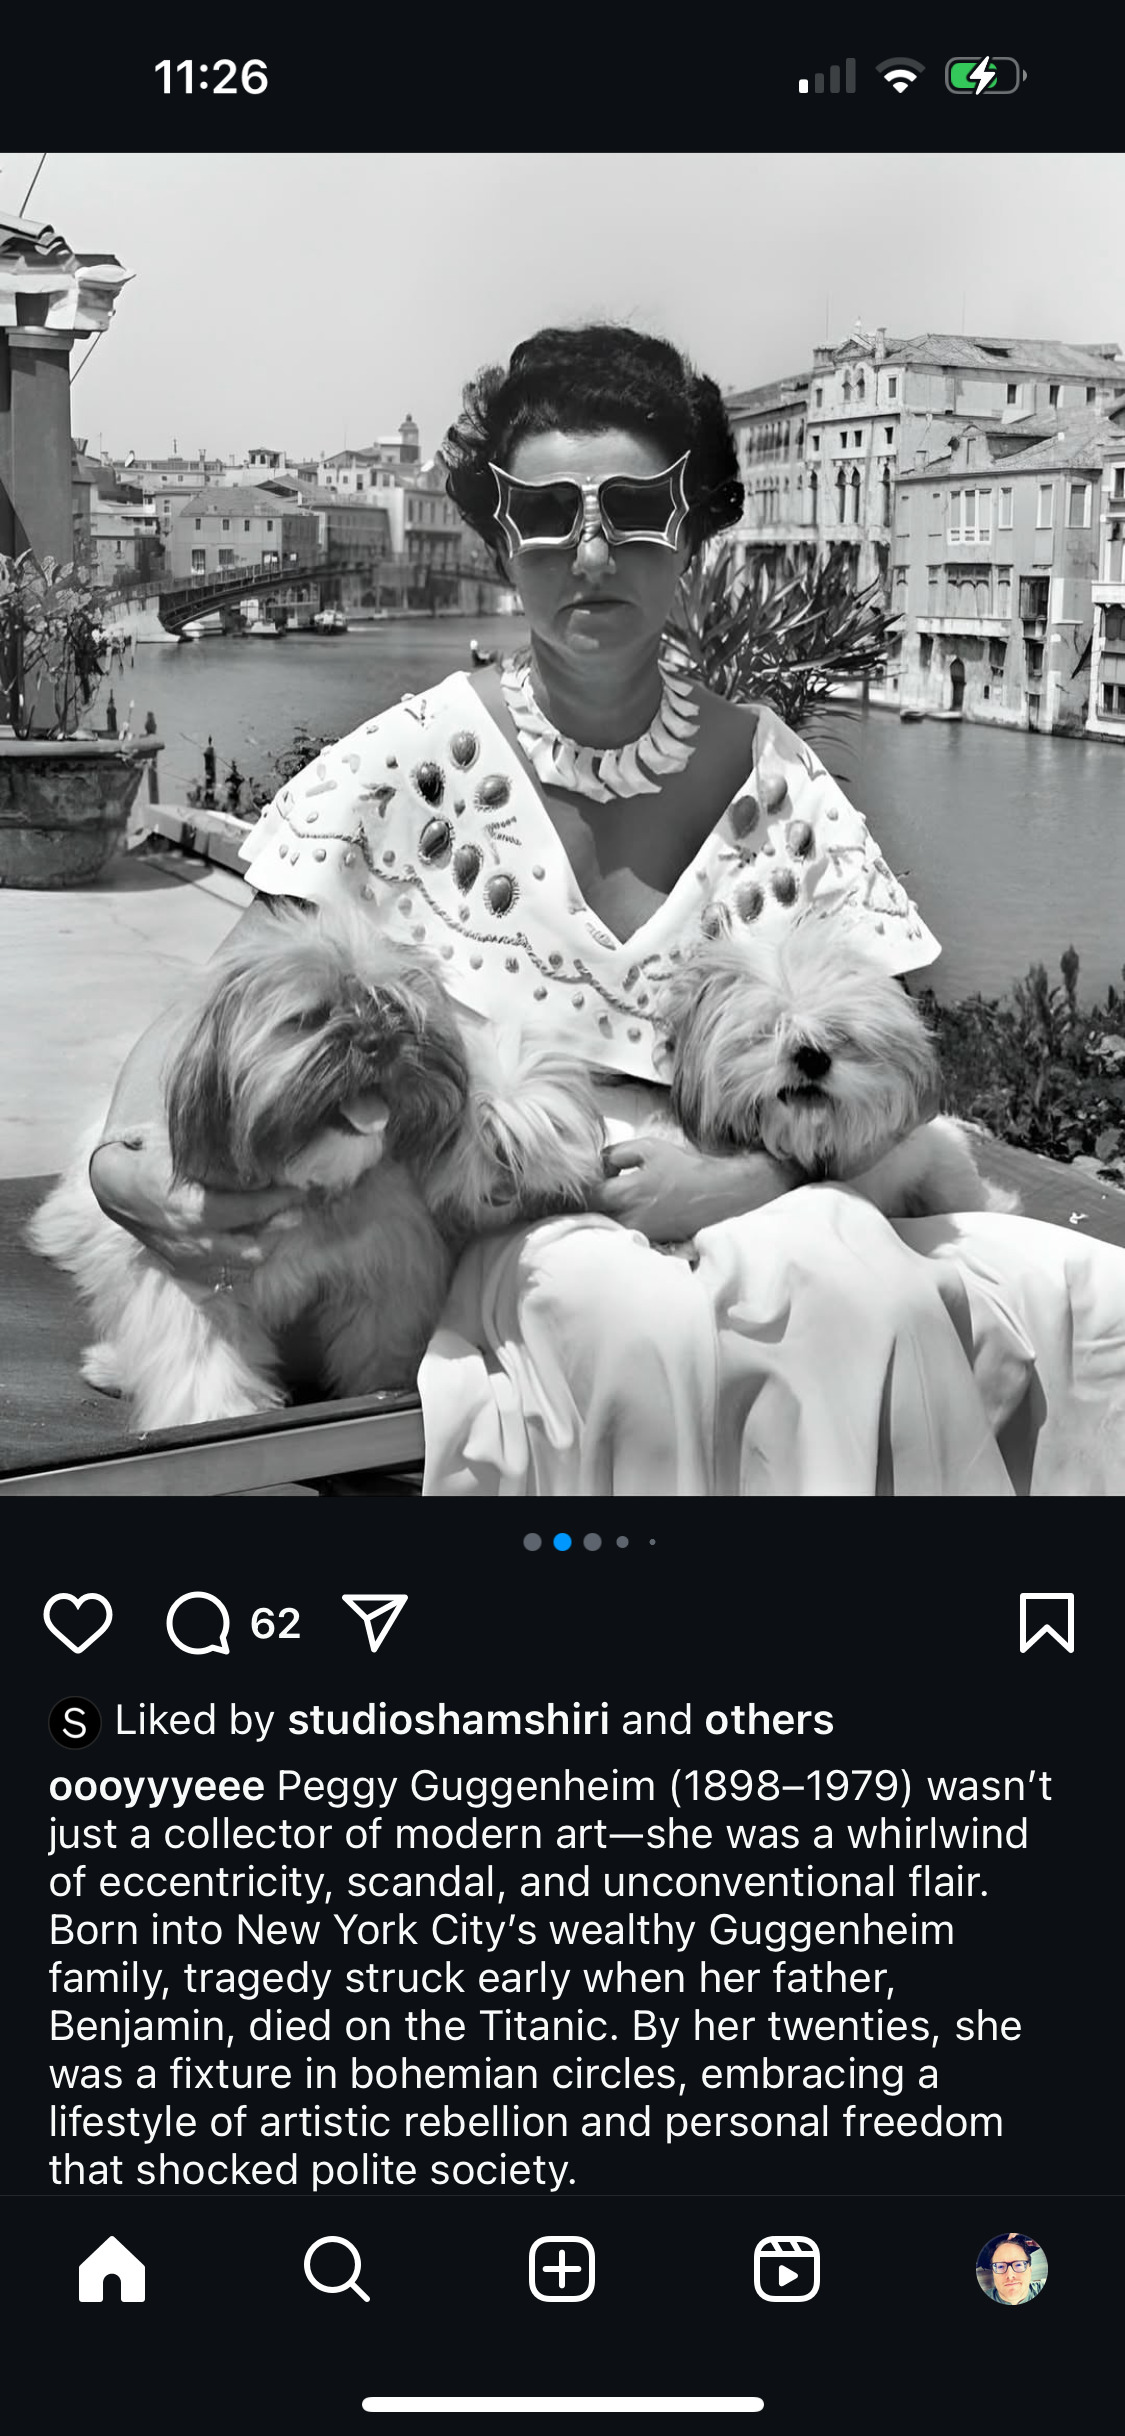 11:26
62
S Liked by studioshamshiri and others
oooyyyeee Peggy Guggenheim (1898–1979) wasn’t
just a collector of modern art—she was a whirlwind
of eccentricity, scandal, and unconventional flair.
Born into New York City’s wealthy Guggenheim
family, tragedy struck early when her father,
Benjamin, died on the Titanic. By her twenties, she
was a fixture in bohemian circles, embracing a
lifestyle of artistic rebellion and personal freedom
that shocked polite society.